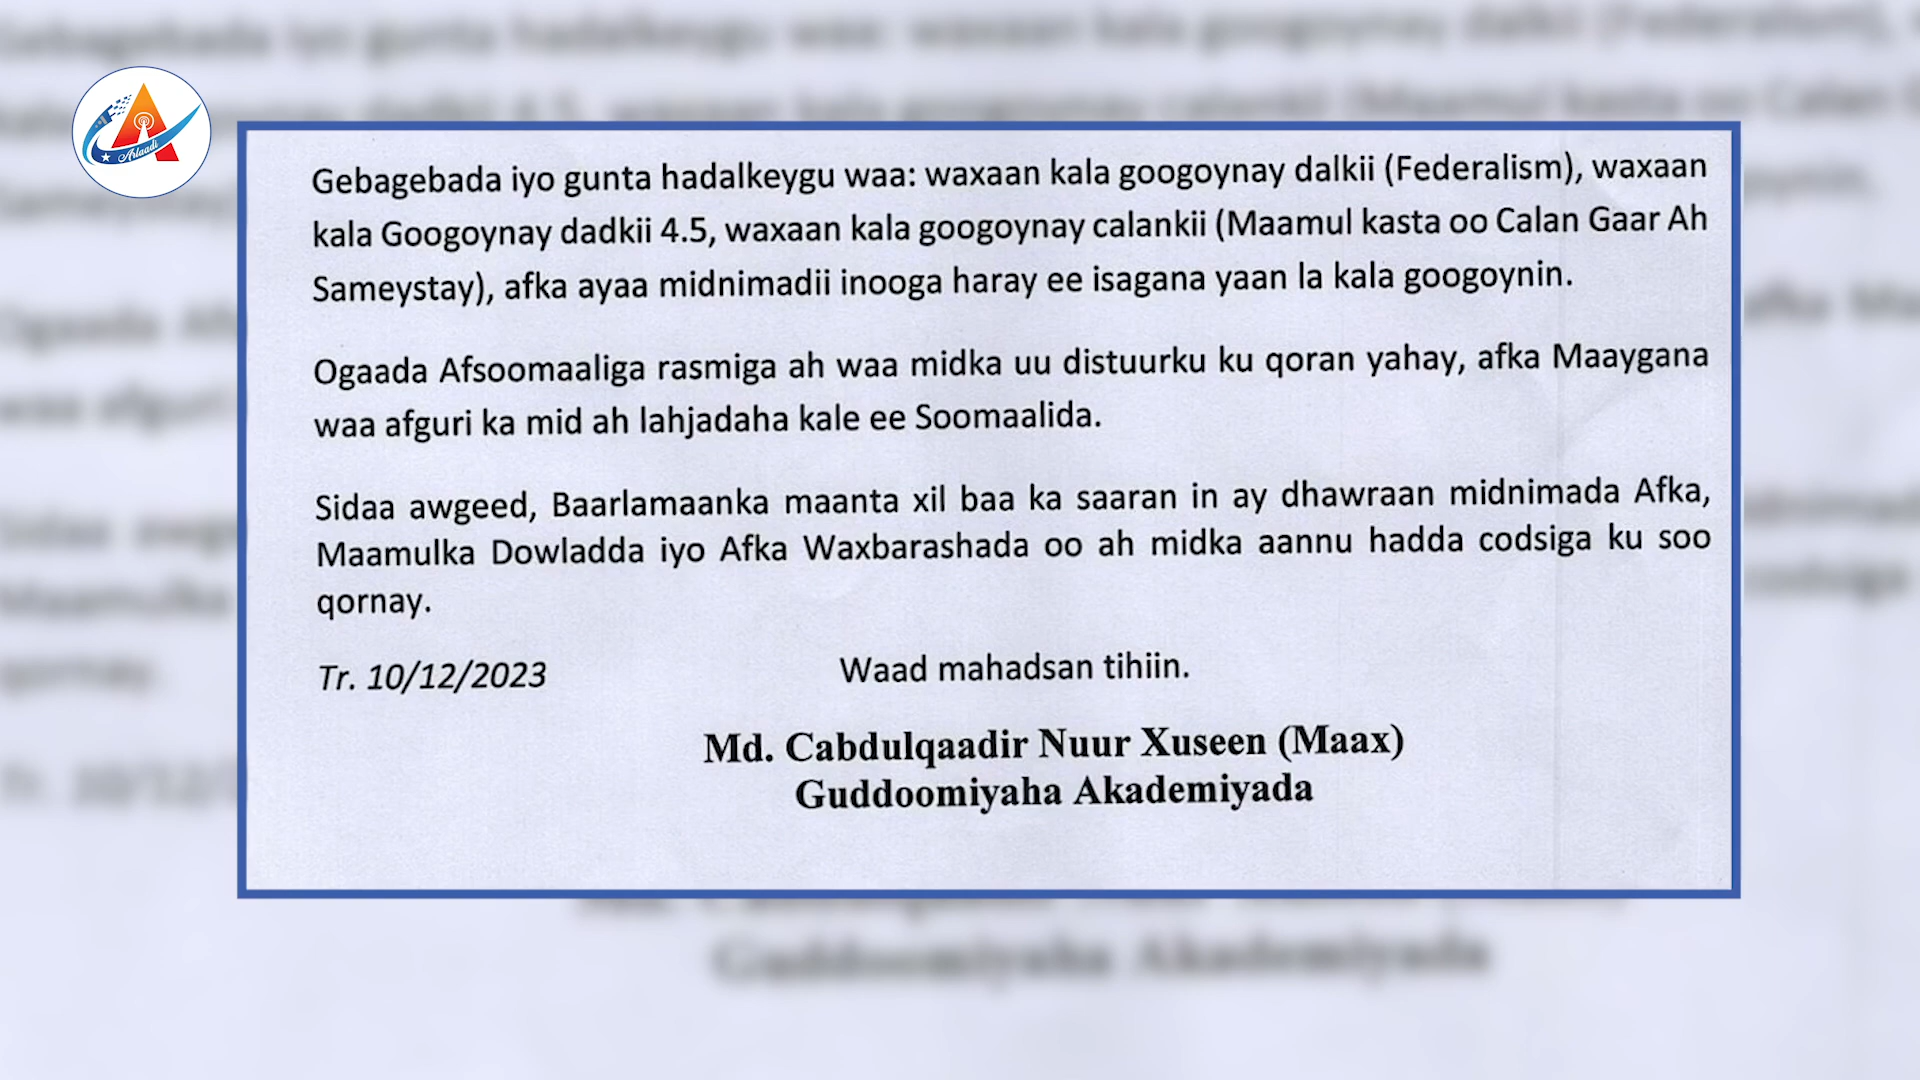 Arlaadi
Gebagebada iyo gunta hadalkeygu waa: waxaan kala googoynay dalkii (Federalism), waxaan
kala Googoynay dadkii 4.5, waxaan kala googoynay calankii (Maamul kasta oo Calan Gaar Ah
Sameystay), afka ayaa midnimadii inooga haray ee isagana yaan la kala googoynin.
Ogaada Afsoomaaliga rasmiga ah waa midka uu distuurku ku qoran yahay, afka Maaygana
waa afguri ka mid ah lahjadaha kale ee Soomaalida.
Sidaa awgeed, Baarlamaanka maanta xil baa ka saaran in ay dhawraan midnimada Afka,
Maamulka Dowladda iyo Afka Waxbarashada oo ah midka aannu hadda codsiga ku soo
qornay.
Tr. 10/12/2023 Waad mahadsan tihiin.
Md. Cabdulqaadir Nuur Xuseen (Maax)
Guddoomiyaha Akademiyada